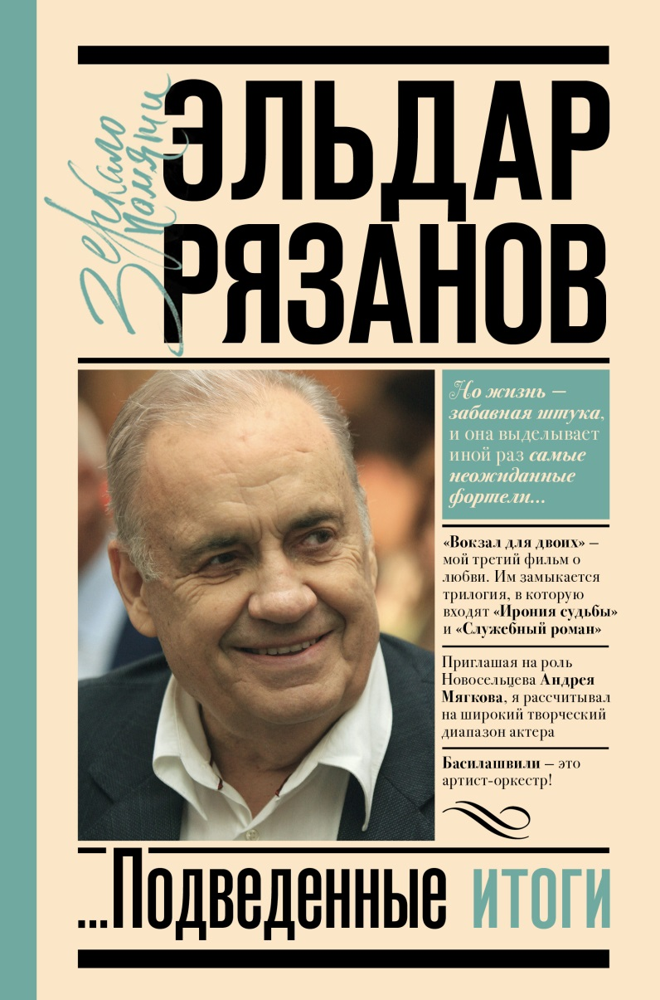 Зеркало
памяти
ЭЛЬДАР
РЯЗАНОВ
Но жизнь —
забавная штука,
и она выделывает
иной раз самые
неожиданные
фортели...
«Вокзал для двоих» —
мой третий фильм о
любви. Им замыкается
трилогия, в которую
входят «Ирония судьбы»
и «Служебный роман»
Приглашая на роль
Новосельцева Андрея
Мягкова, я рассчитывал
на широкий творческий
диапазон актера
Басилашвили — это
артист-оркестр!
...Подведенные итоги